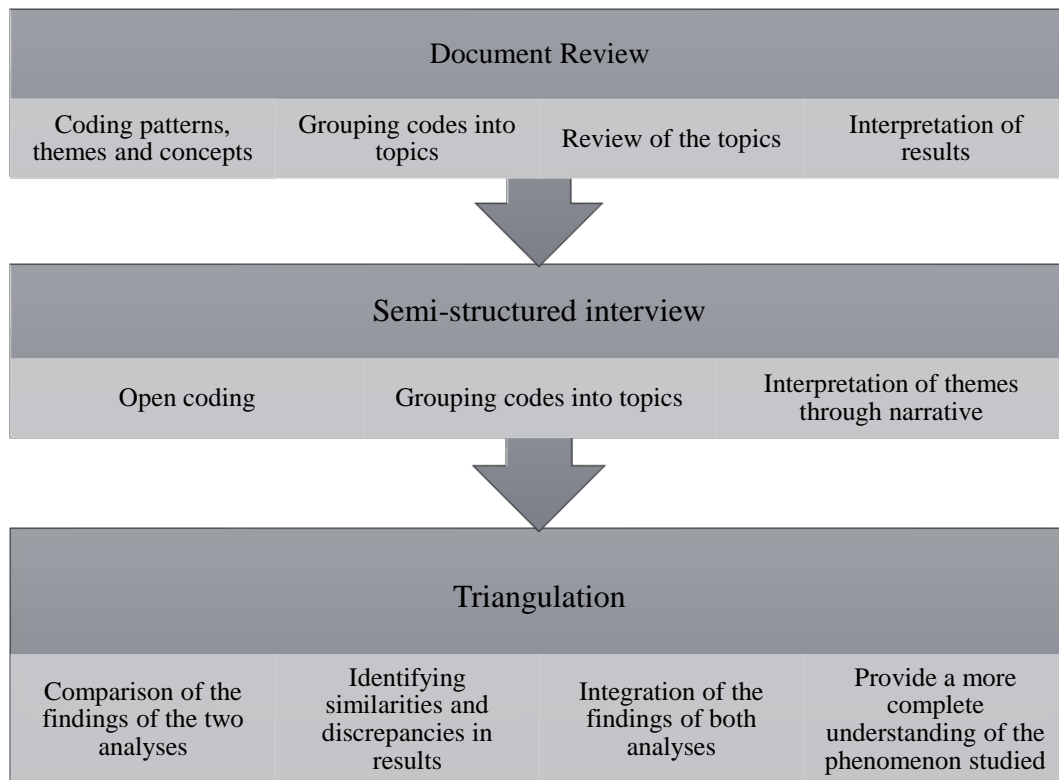 Document Review
Coding patterns,
themes and concepts
Grouping codes into
topics
Review of the topics
Interpretation of
results
Semi-structured interview
Open coding
Grouping codes into topics
Interpretation of themes
through narrative
Triangulation
Comparison of the
findings of the two
analyses
Identifying
similarities and
discrepancies in
results
Integration of the
findings of both
analyses
Provide a more
complete
understanding of the
phenomenon studied